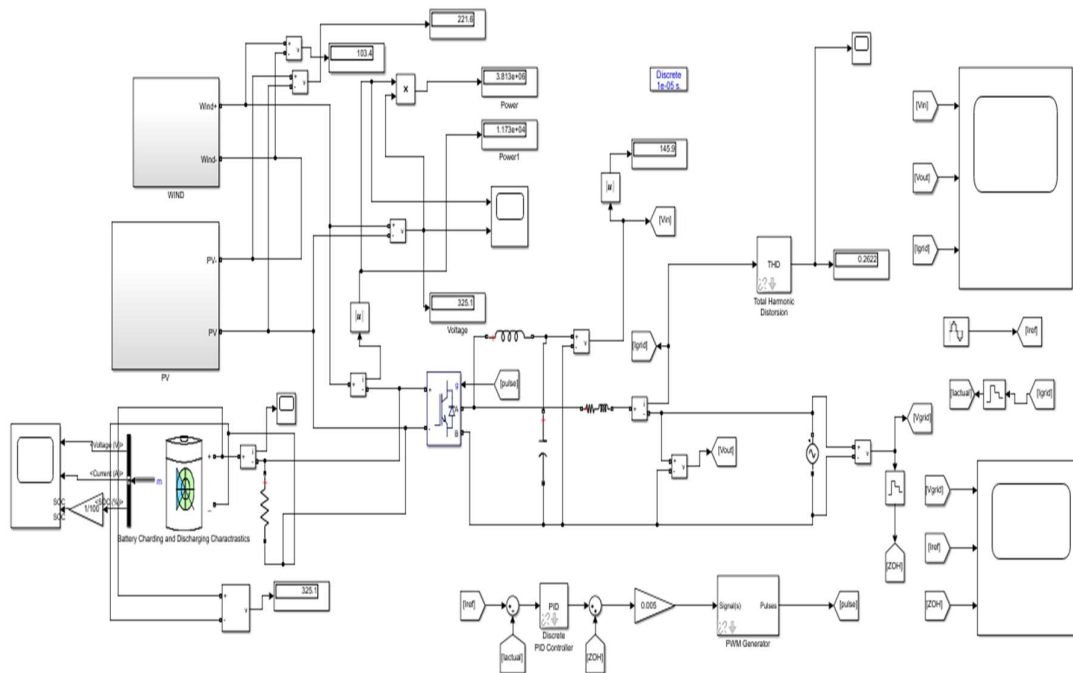 221.6
103.4
Wind+
Wind-
WIND
3.813e+06
Power
1.173e+04
Power1
Discrete
1e-05 s.
145.9
|u|
[Vin]
PV-
PV
PV
|u|
325.1
Voltage
THD
Total Harmonic
Distorsion
0.2622
[Vin]
[Vout]
[Igrid]
[Igrid]
[Iref]
[Iactual]
[Igrid]
[pulse]
g
A
B
[Vout]
[Vgrid]
[ZOH]
[Vgrid]
[Iref]
[ZOH]
<Voltage (V)>
<Current (A)>
<SOC (%)>
SOC
SOC
1/100
m
Battery Charding and Discharging Charactrastics
325.1
[Iref]
[Iactual]
PID
Discrete
PID Controller
[ZOH]
0.005
Signal(s)
Pulses
PWM Generator
[pulse]